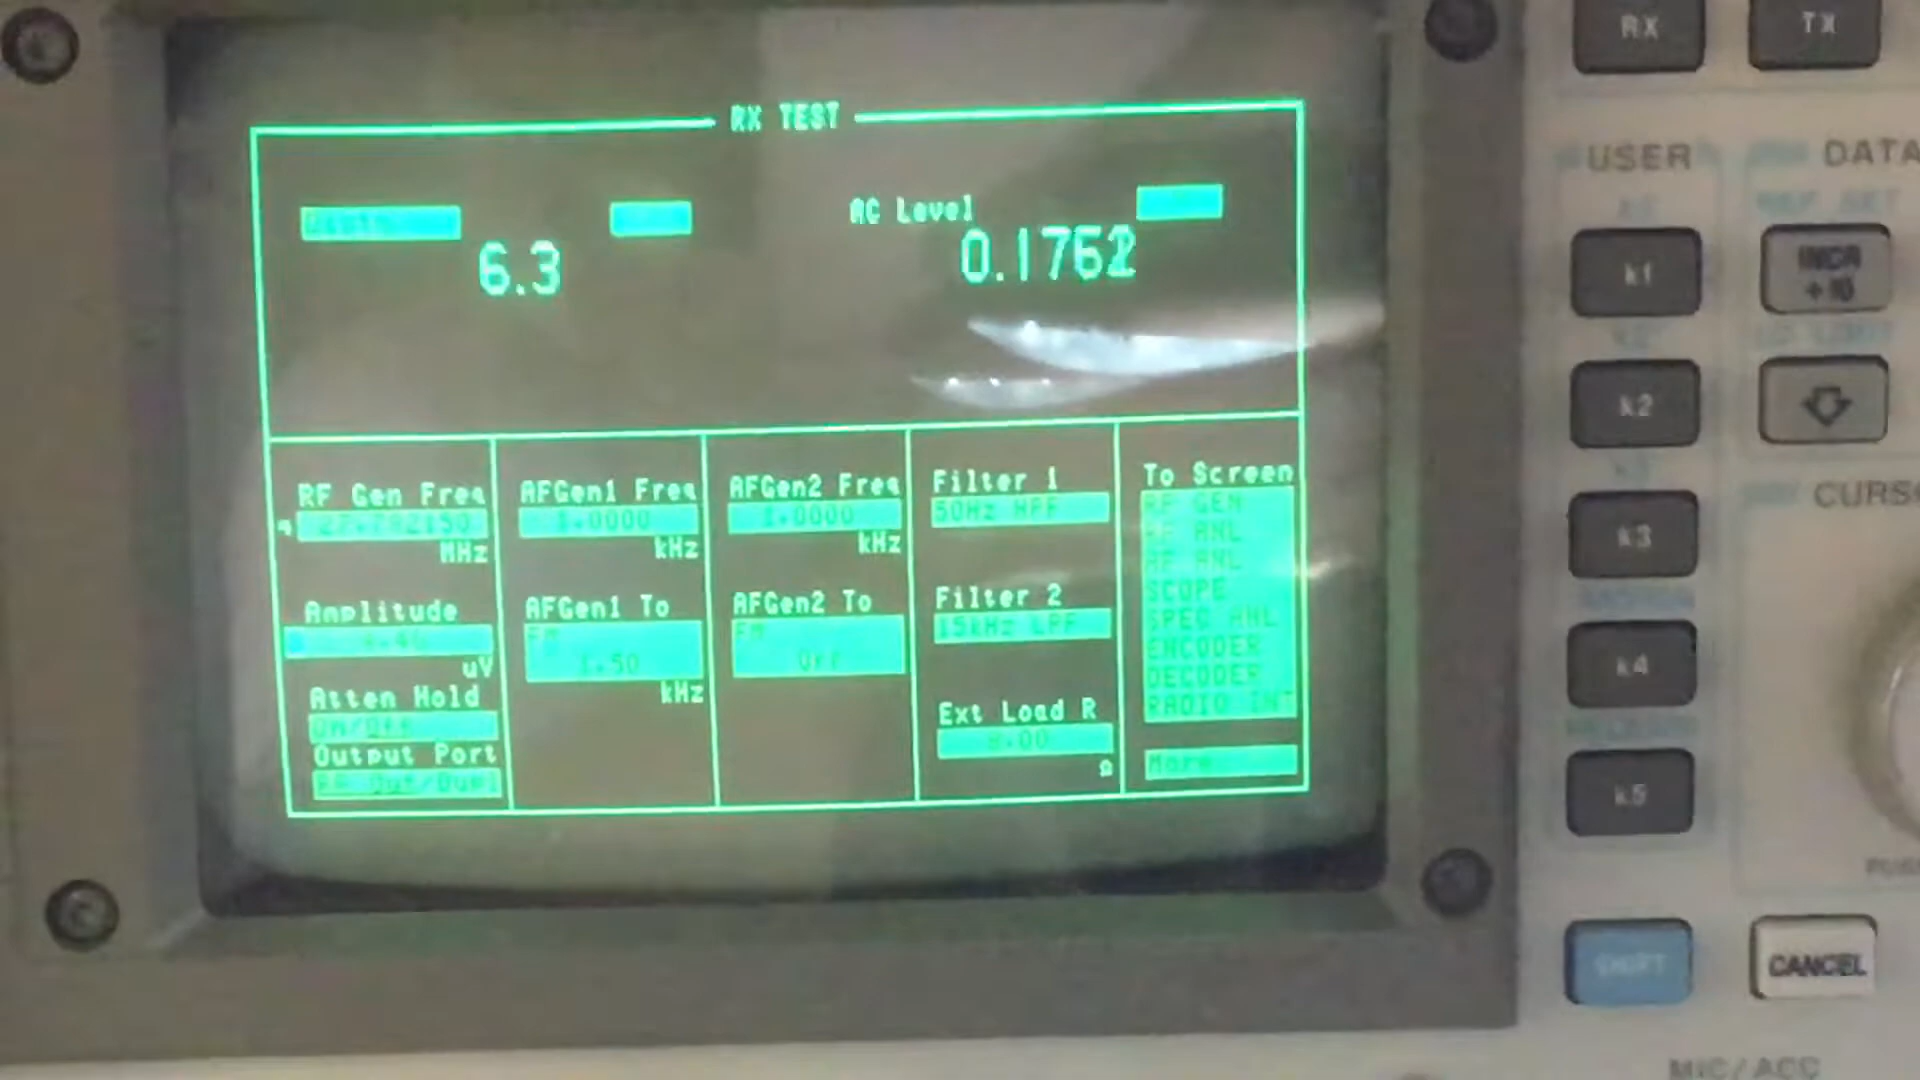 RX TEST
AC Level
6.3
RF Gen Freq
MHz
Amplitude
uV
Atten Hold
On/Off
Output Port
RF Out/Dupl
AFGen1 Freq
1.0000
kHz
AFGen1 To
FM
1.50
kHz
AFGen2 Freq
1.0000
kHz
AFGen2 To
FM
Off
Filter 1
50Hz HPF
Filter 2
15kHz LPF
Ext Load R
8.00
Ω
To Screen
RF GEN
RF ANL
AF ANL
SCOPE
SPEC ANL
ENCODER
DECODER
RADIO INT
More
RX
TX
USER
k1
k2
k3
k4
k5
SHIFT
DATA
INCR
÷10
CURSO
CANCEL
MIC/ACC